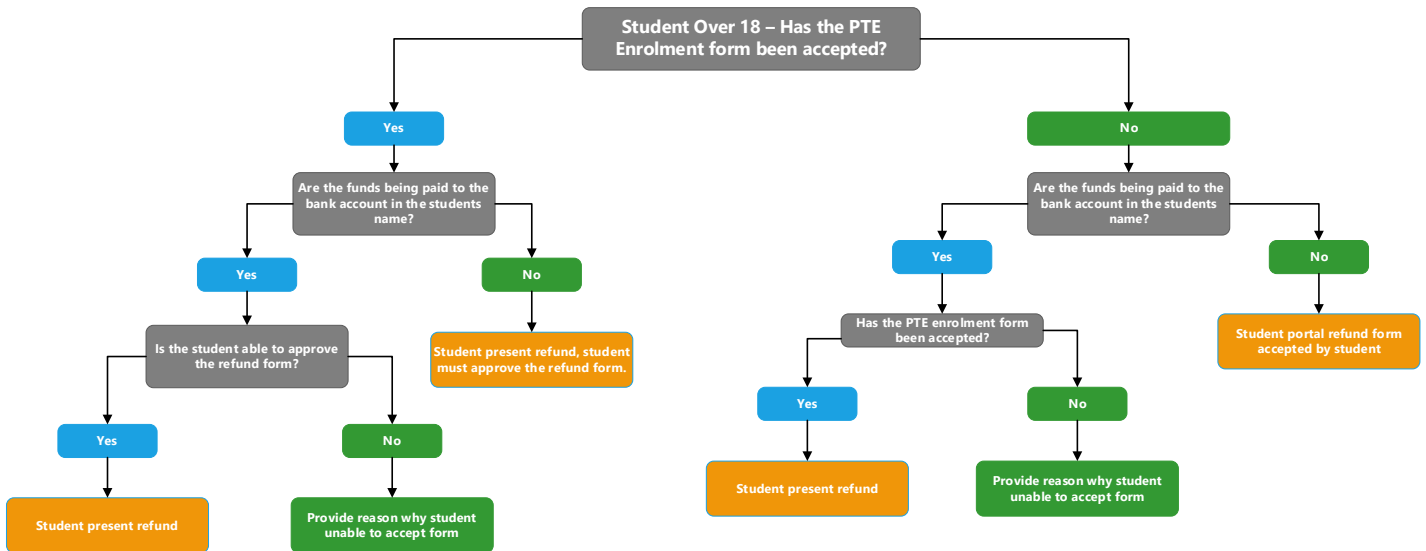 Student Over 18 – Has the PTE
Enrolment form been accepted?
Yes
No
Are the funds being paid to the
bank account in the students
name?
Are the funds being paid to the
bank account in the students
name?
Yes
No
Yes
No
Is the student able to approve
the refund form?
Student present refund, student
must approve the refund form.
Has the PTE enrolment form
been accepted?
Student portal refund form
accepted by student
Yes
No
Yes
No
Student present refund
Provide reason why student
unable to accept form
Student present refund
Provide reason why student
unable to accept form